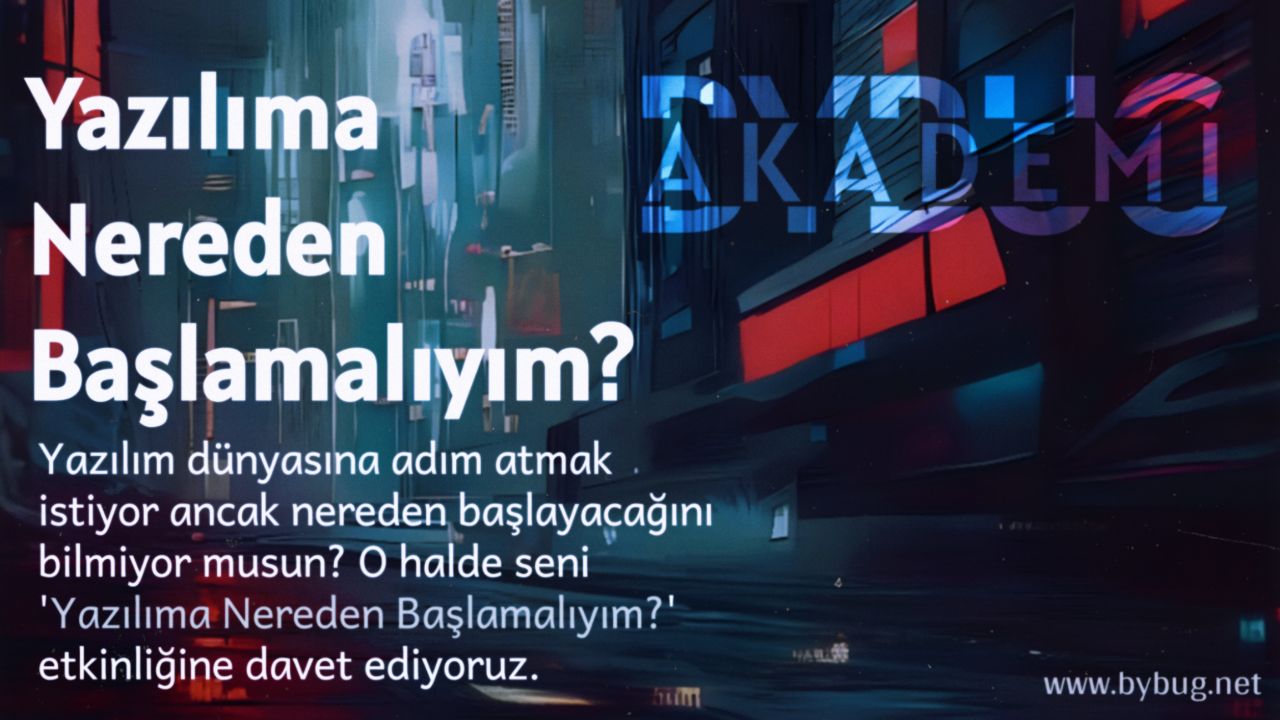 Yazılıma
Nereden
Başlamalıyım?
BYBUG
AKADEMI
Yazılım dünyasına adım atmak
istiyor ancak nereden başlayacağını
bilmiyor musun? O halde seni
'Yazılıma Nereden Başlamalıyım?'
etkinliğine davet ediyoruz.
www.bybug.net